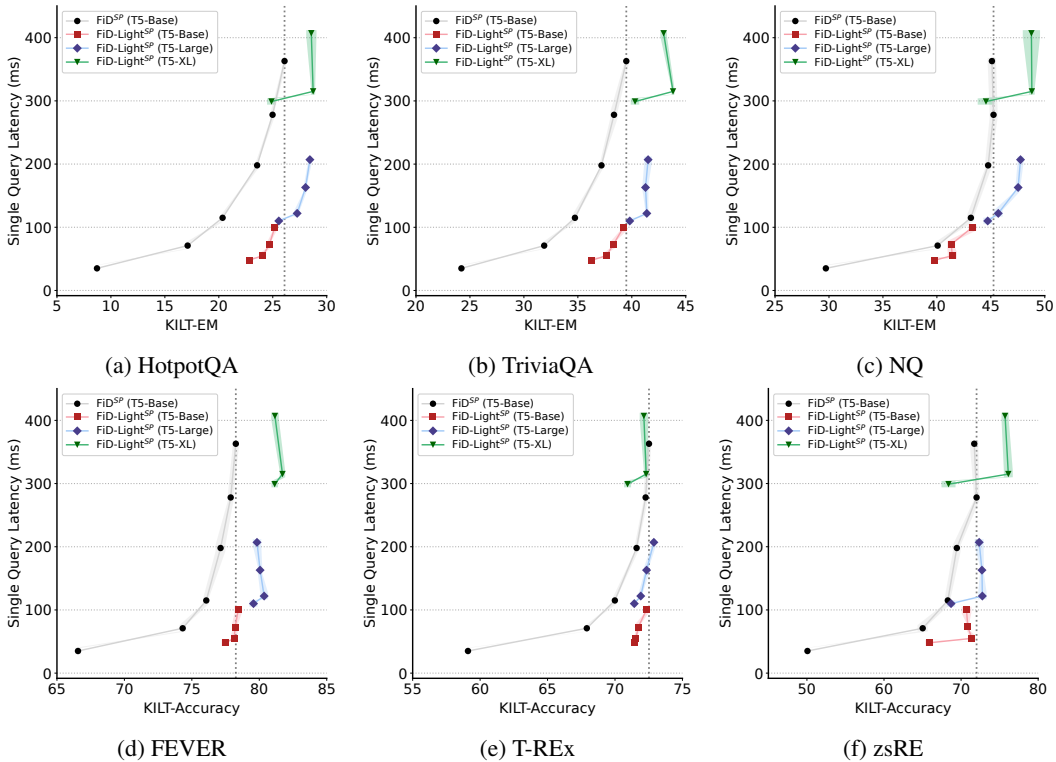 FiD^SP (T5-Base)
FiD-Light^SP (T5-Base)
FiD-Light^SP (T5-Large)
FiD-Light^SP (T5-XL)
Single Query Latency (ms)
400
300
200
100
0
5 10 15 20 25 30
KILT-EM
(a) HotpotQA
FiD^SP (T5-Base)
FiD-Light^SP (T5-Base)
FiD-Light^SP (T5-Large)
FiD-Light^SP (T5-XL)
Single Query Latency (ms)
400
300
200
100
0
20 25 30 35 40 45
KILT-EM
(b) TriviaQA
FiD^SP (T5-Base)
FiD-Light^SP (T5-Base)
FiD-Light^SP (T5-Large)
FiD-Light^SP (T5-XL)
Single Query Latency (ms)
400
300
200
100
0
25 30 35 40 45 50
KILT-EM
(c) NQ
FiD^SP (T5-Base)
FiD-Light^SP (T5-Base)
FiD-Light^SP (T5-Large)
FiD-Light^SP (T5-XL)
Single Query Latency (ms)
400
300
200
100
0
65 70 75 80 85
KILT-Accuracy
(d) FEVER
FiD^SP (T5-Base)
FiD-Light^SP (T5-Base)
FiD-Light^SP (T5-Large)
FiD-Light^SP (T5-XL)
Single Query Latency (ms)
400
300
200
100
0
55 60 65 70 75
KILT-Accuracy
(e) T-REx
FiD^SP (T5-Base)
FiD-Light^SP (T5-Base)
FiD-Light^SP (T5-Large)
FiD-Light^SP (T5-XL)
Single Query Latency (ms)
400
300
200
100
0
50 60 70 80
KILT-Accuracy
(f) zsRE